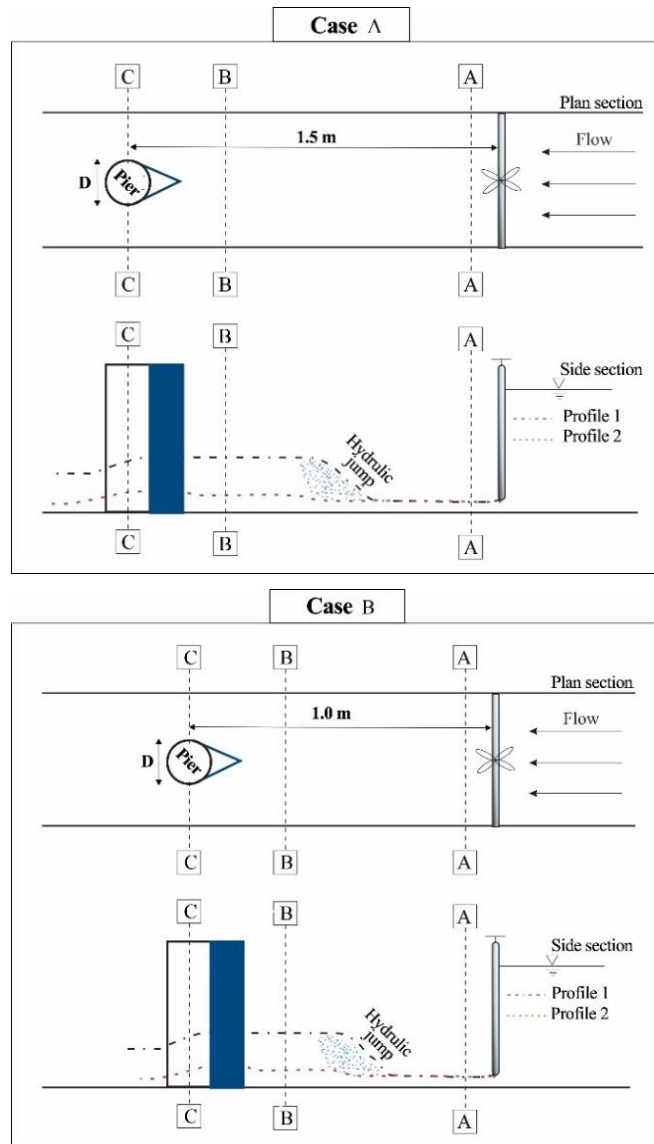 Case A
C B A
Plan section
1.5 m
Flow
D Pier
C B A
C B A
Side section
Profile 1
Profile 2
Hydrulic
jump
C B A
Case B
C B A
Plan section
1.0 m
Flow
D Pier
C B A
C B A
Side section
Profile 1
Profile 2
Hydrulic
jump
C B A